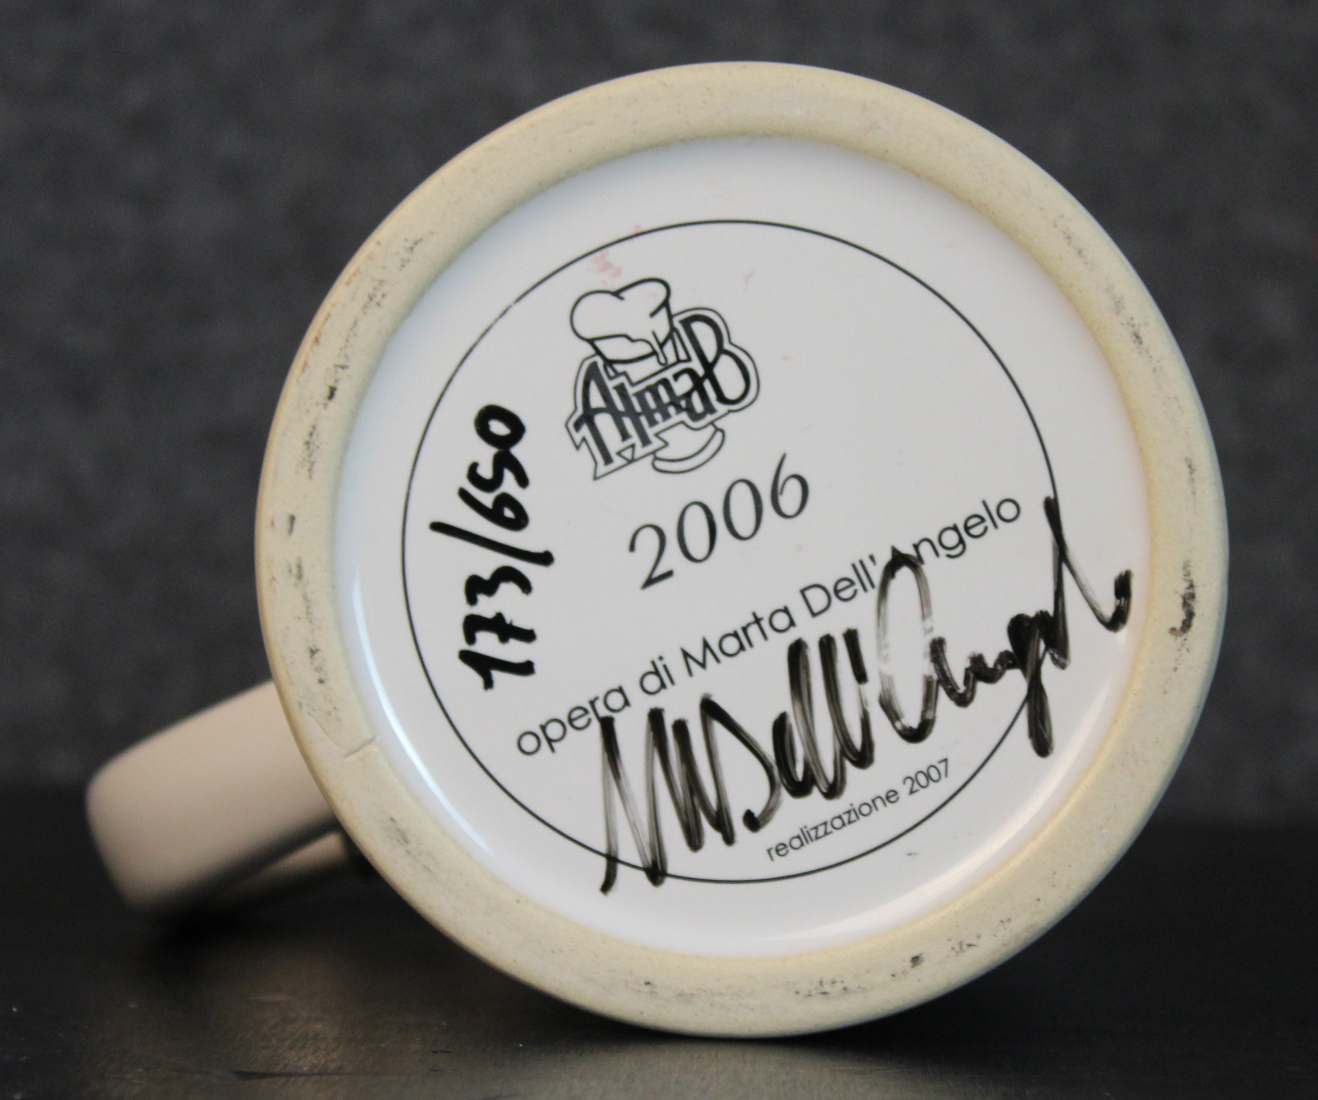 AlmaB
2006
173/650
opera di Marta Dell'Angelo
M Dell'Angelo
realizzazione 2007